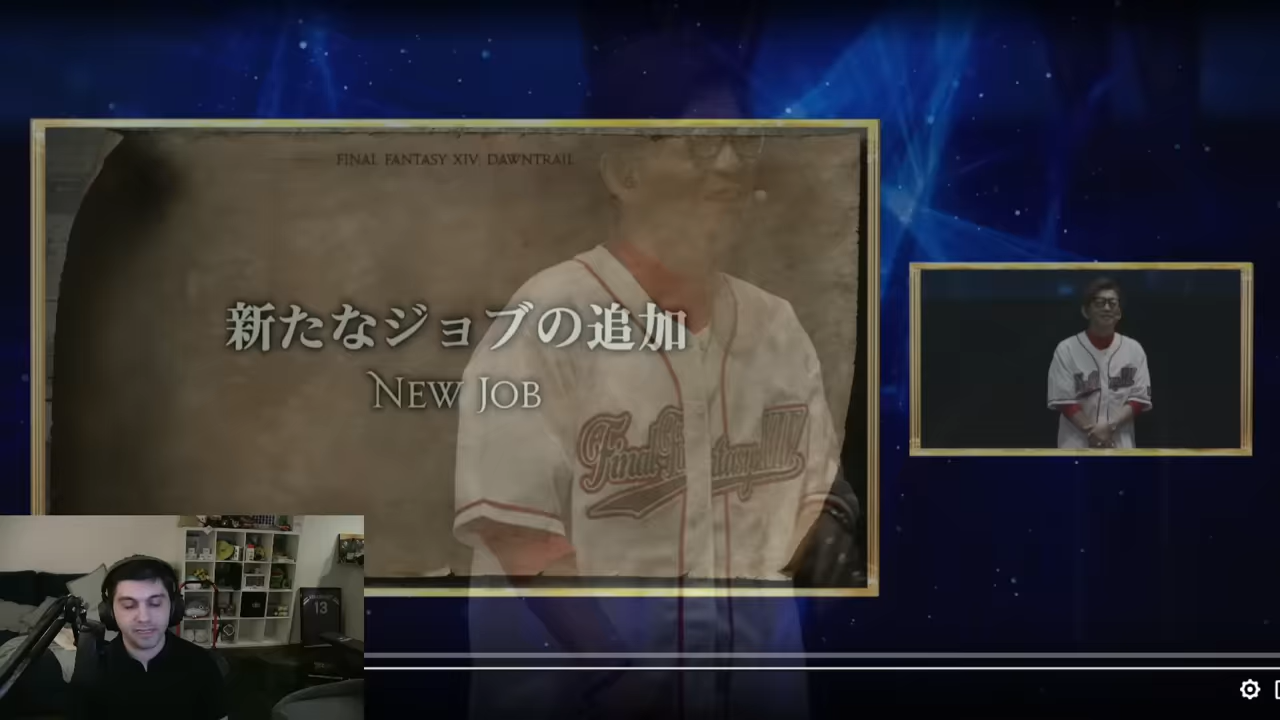 FINAL FANTASY XIV: DAWNTRAIL
新たなジョブの追加
NEW JOB
Final Fantasy XIV
13